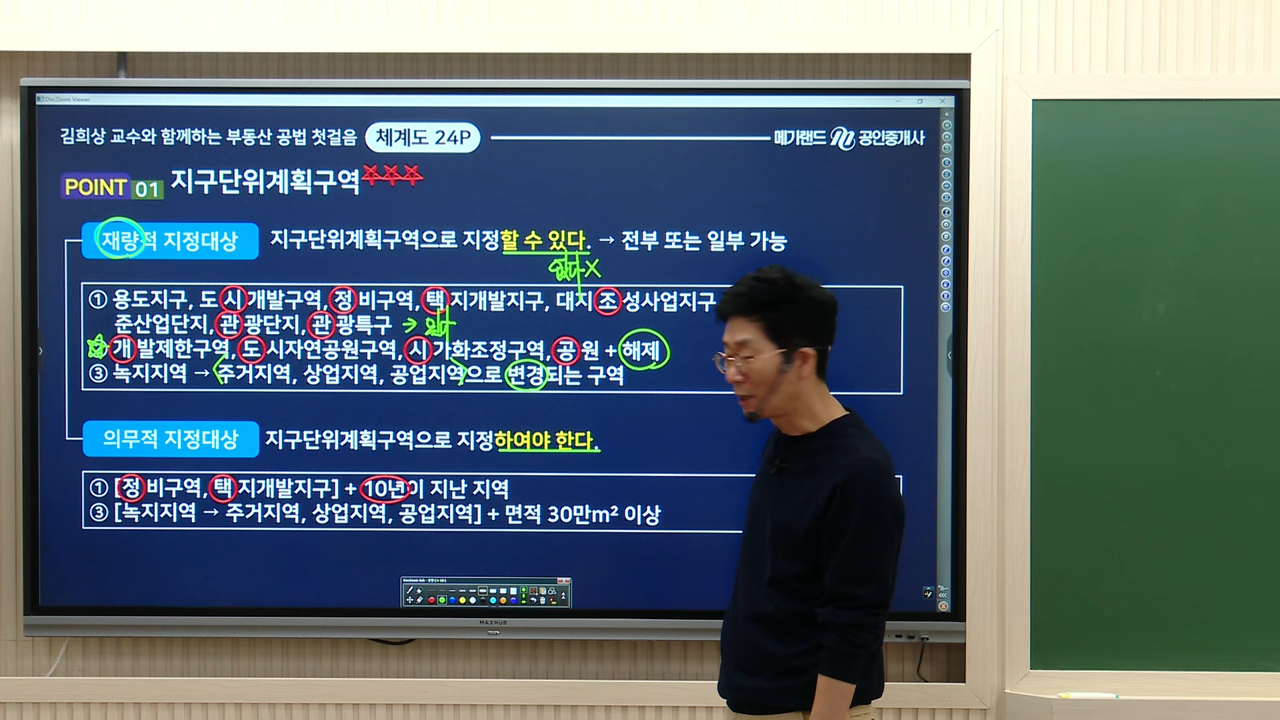 DocZoom Viewer
김희상 교수와 함께하는 부동산 공법 첫걸음 체계도 24P 메가랜드 공인중개사
POINT 01 지구단위계획구역
재량적 지정대상 지구단위계획구역으로 지정할 수 있다. → 전부 또는 일부 가능
없다 X
① 용도지구, 도시개발구역, 정비구역, 택지개발지구, 대지조성사업지구
준산업단지, 관광단지, 관광특구 →
개발제한구역, 도시자연공원구역, 시가화조정구역, 공원 + 해제
③ 녹지지역 → 주거지역, 상업지역, 공업지역으로 변경되는 구역
의무적 지정대상 지구단위계획구역으로 지정하여야 한다.
① [정비구역, 택지개발지구] + 10년이 지난 지역
③ [녹지지역 → 주거지역, 상업지역, 공업지역] + 면적 30만m² 이상
MAXHUB